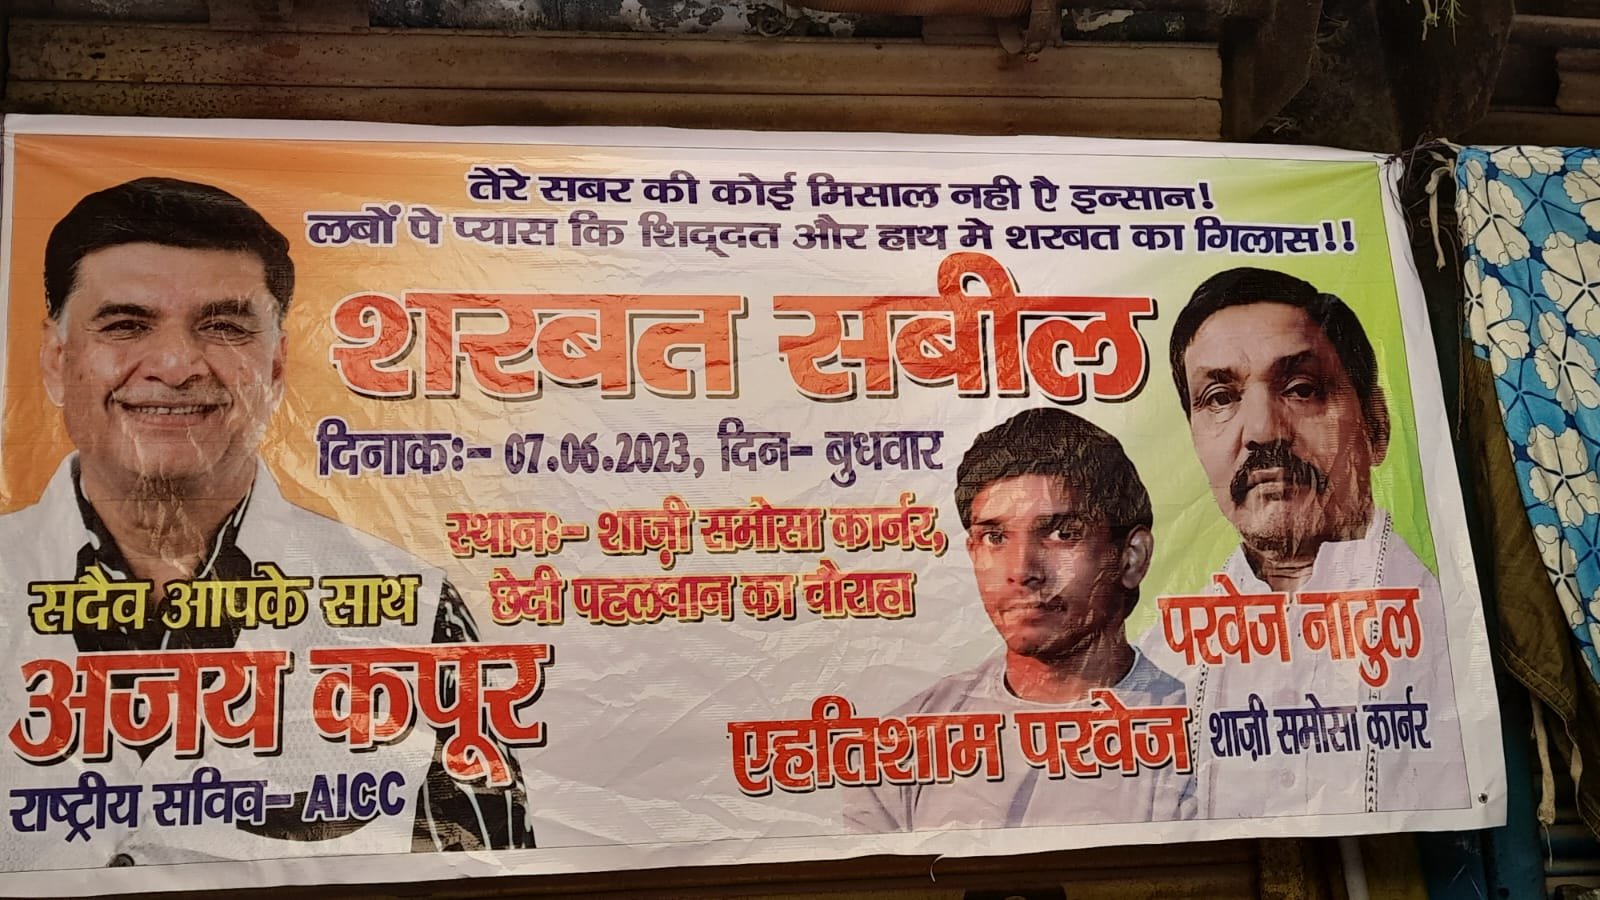 तेरे सबर की कोई मिसाल नही ऐ इन्सान!
लबों पे प्यास कि शिद्दत और हाथ मे शरबत का गिलास!!
शरबत सबील
दिनाकः- 07.06.2023, दिन- बुधवार
स्थानः- शाज़ी समोसा कार्नर,
छेदी पहलवान का चौराहा
सदैव आपके साथ
अजय कपूर
राष्ट्रीय सविव- AICC
एहतिशाम परवेज
परवेज नाटुल
शाज़ी समोसा कार्नर